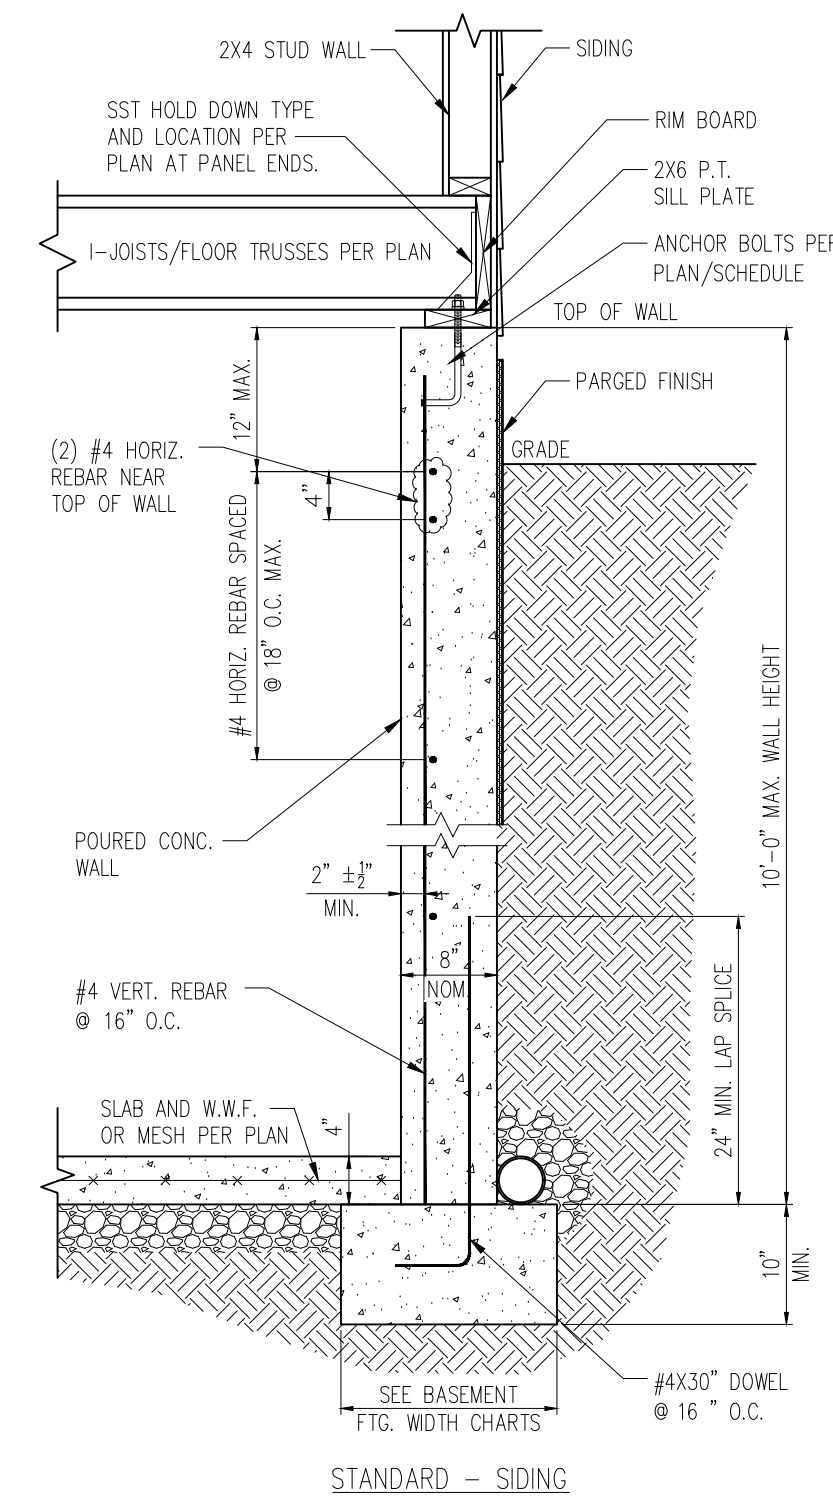 2X4 STUD WALL
SIDING
SST HOLD DOWN TYPE
AND LOCATION PER
PLAN AT PANEL ENDS.
RIM BOARD
2X6 P.T.
SILL PLATE
I-JOISTS/FLOOR TRUSSES PER PLAN
ANCHOR BOLTS PER
PLAN/SCHEDULE
TOP OF WALL
12" MAX.
PARGED FINISH
(2) #4 HORIZ.
REBAR NEAR
TOP OF WALL
GRADE
4"
#4 HORIZ. REBAR SPACED
@ 18" O.C. MAX.
10'-0" MAX. WALL HEIGHT
POURED CONC.
WALL
2" ±½"
MIN.
8"
NOM.
#4 VERT. REBAR
@ 16" O.C.
24" MIN. LAP SPLICE
SLAB AND W.W.F.
OR MESH PER PLAN
4"
10"
MIN.
#4X30" DOWEL
@ 16 " O.C.
SEE BASEMENT
FTG. WIDTH CHARTS
STANDARD - SIDING